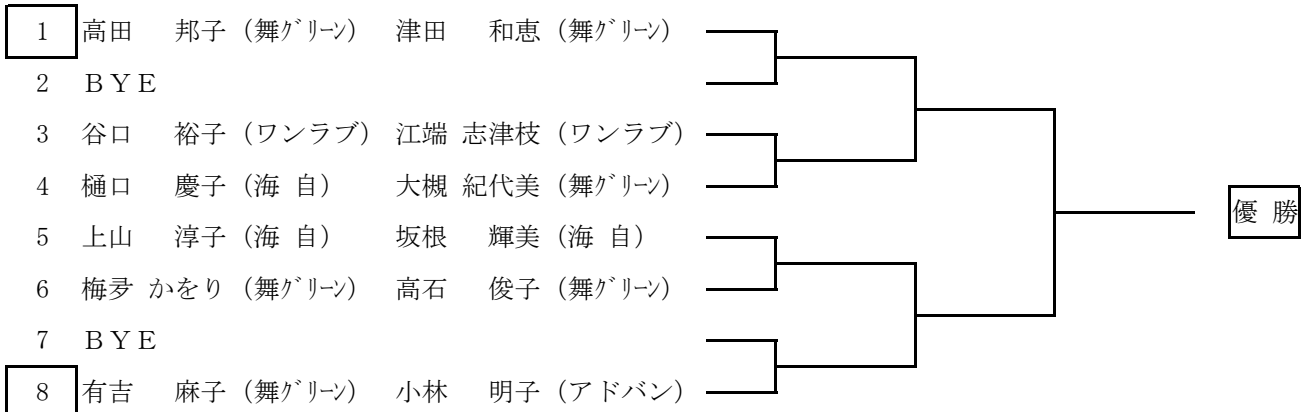 1 高田 邦子 (舞ｸﾞﾘｰﾝ) 津田 和恵 (舞ｸﾞﾘｰﾝ)
2 ＢＹＥ
3 谷口 裕子 (ワンラブ) 江端 志津枝 (ワンラブ)
4 樋口 慶子 (海 自) 大槻 紀代美 (舞ｸﾞﾘｰﾝ)
優 勝
5 上山 淳子 (海 自) 坂根 輝美 (海 自)
6 梅夛 かをり (舞ｸﾞﾘｰﾝ) 高石 俊子 (舞ｸﾞﾘｰﾝ)
7 ＢＹＥ
8 有吉 麻子 (舞ｸﾞﾘｰﾝ) 小林 明子 (アドバン)